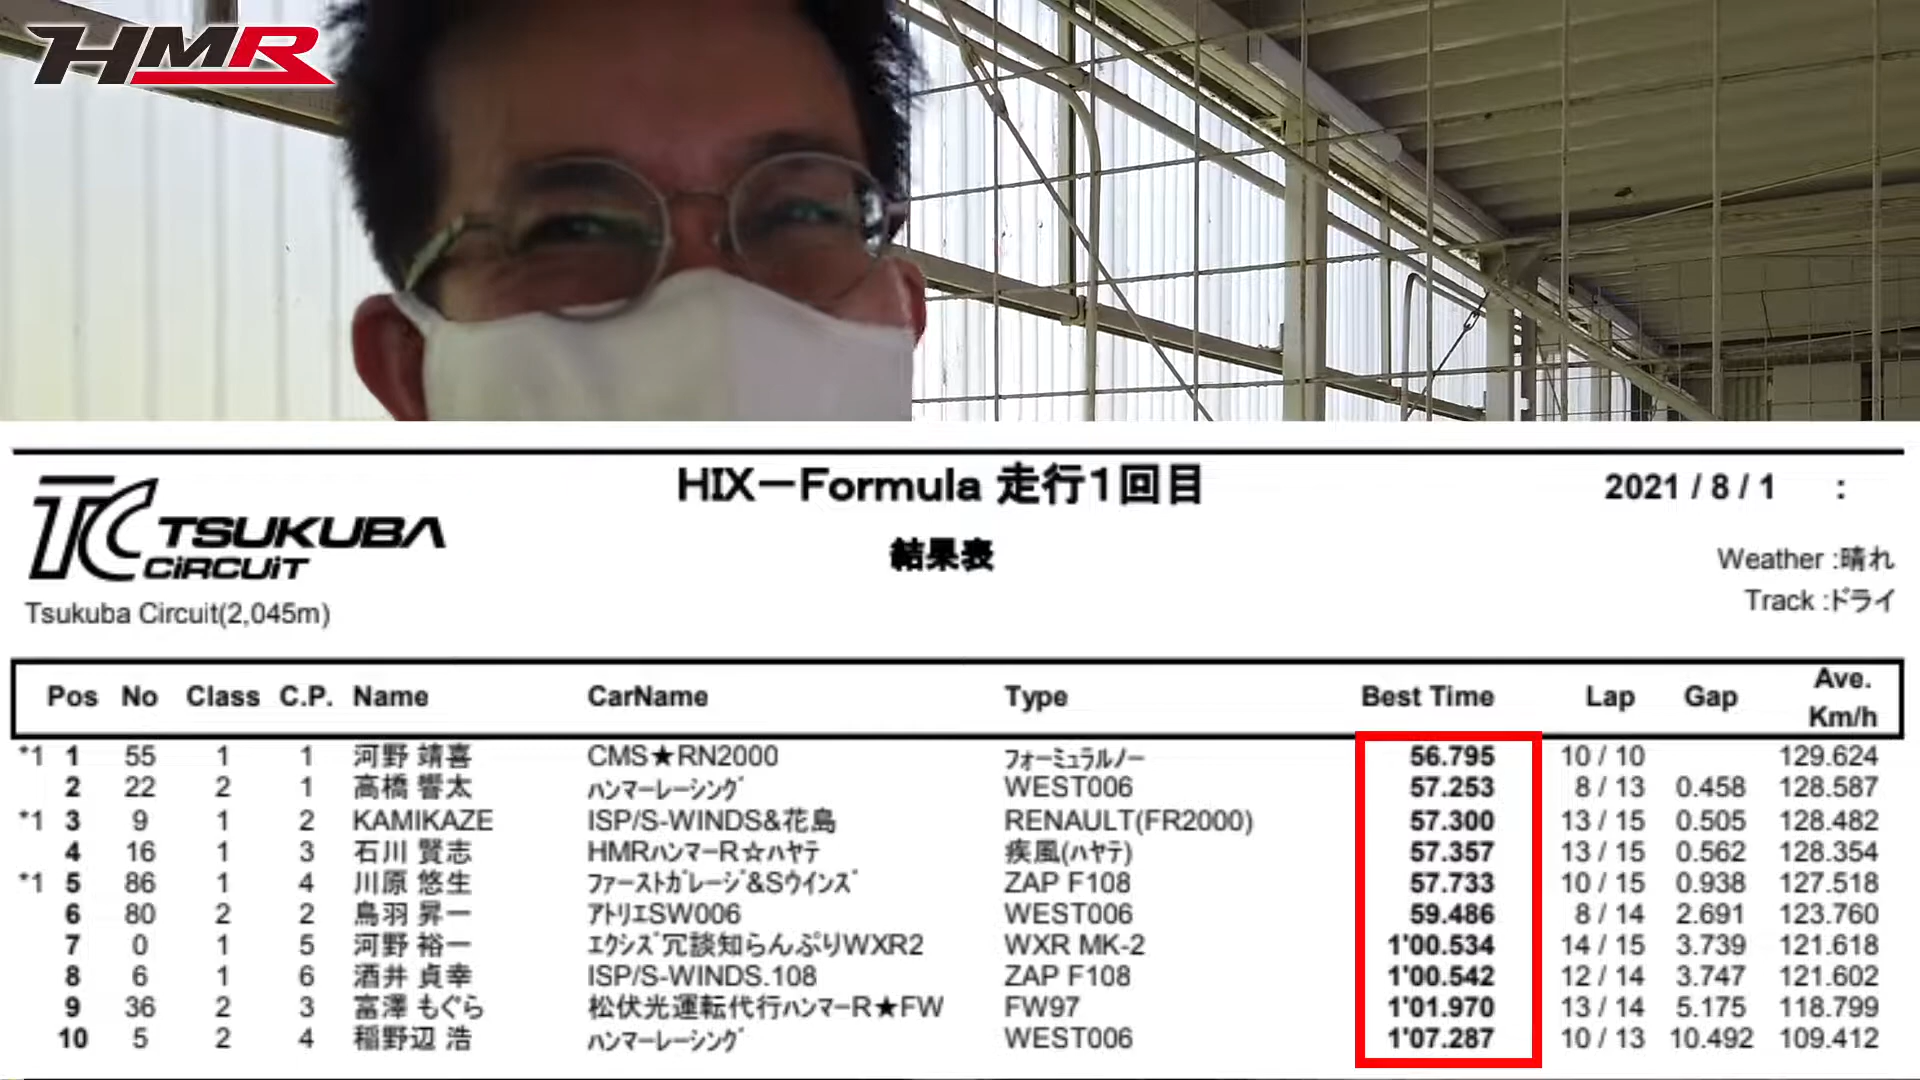 HMR
TC TSUKUBA CiRCUiT
HIX－Formula 走行1回目
2021 / 8 / 1 :
結果表
Weather :晴れ
Track :ﾄﾞライ
Tsukuba Circuit(2,045m)
Pos No Class C.P. Name CarName Type Best Time Lap Gap Ave. Km/h
*1 1 55 1 1 河野 靖喜 CMS★RN2000 ﾌｫｰﾐｭﾗﾙﾉｰ 56.795 10 / 10 129.624
2 22 2 1 高橋 響太 ﾊﾝﾏｰﾚｰｼﾝｸﾞ WEST006 57.253 8 / 13 0.458 128.587
*1 3 9 1 2 KAMIKAZE ISP/S-WINDS&花島 RENAULT(FR2000) 57.300 13 / 15 0.505 128.482
4 16 1 3 石川 賢志 HMRﾊﾝﾏｰR☆ﾊﾔﾃ 疾風(ﾊﾔﾃ) 57.357 13 / 15 0.562 128.354
*1 5 86 1 4 川原 悠生 ﾌｧｰｽﾄｶﾞﾚｰｼﾞ&Sｳｲﾝｽﾞ ZAP F108 57.733 10 / 15 0.938 127.518
6 80 2 2 鳥羽 昇一 ｱﾄﾘｴSW006 WEST006 59.486 8 / 14 2.691 123.760
7 0 1 5 河野 裕一 ｴｸｼｽﾞ冗談知らんぷりWXR2 WXR MK-2 1'00.534 14 / 15 3.739 121.618
8 6 1 6 酒井 貞幸 ISP/S-WINDS.108 ZAP F108 1'00.542 12 / 14 3.747 121.602
9 36 2 3 富澤 もぐら 松伏光運転代行ﾊﾝﾏｰR★FW FW97 1'01.970 13 / 14 5.175 118.799
10 5 2 4 稲野辺 浩 ﾊﾝﾏｰﾚｰｼﾝｸﾞ WEST006 1'07.287 10 / 13 10.492 109.412